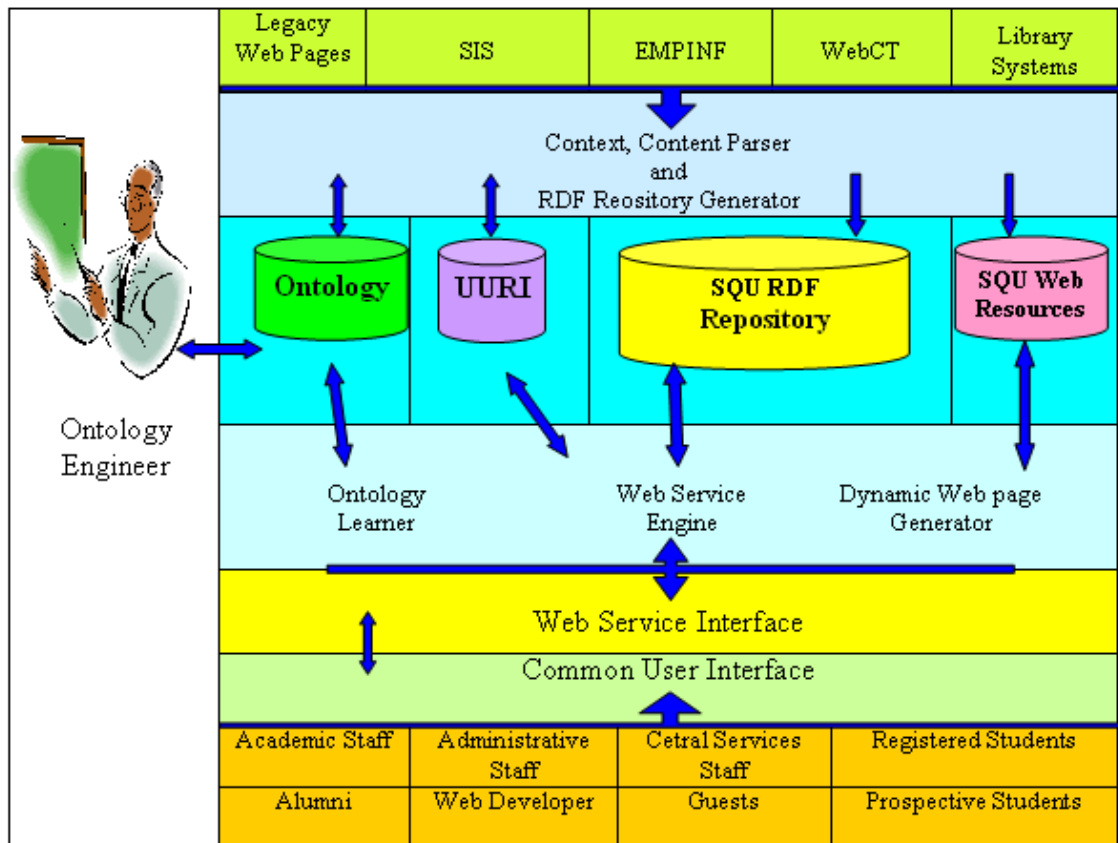 Legacy
Web Pages
SIS
EMPINF
WebCT
Library
Systems
Context, Content Parser
and
RDF Reository Generator
Ontology
UURI
SQU RDF
Repository
SQU Web
Resources
Ontology
Engineer
Ontology
Learner
Web Service
Engine
Dynamic Web page
Generator
Web Service Interface
Common User Interface
Academic Staff
Administrative
Staff
Cetral Services
Staff
Registered Students
Alumni
Web Developer
Guests
Prospective Students